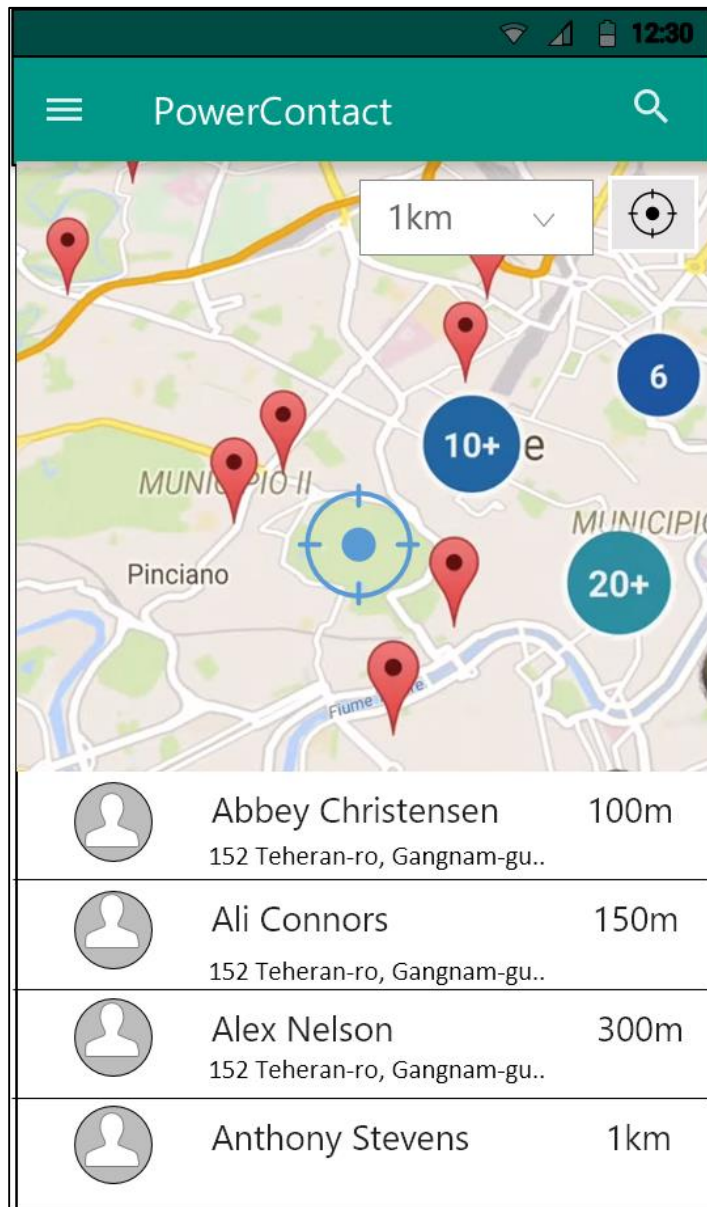 12:30
PowerContact
1km
6
10+ e
MUNICIPIO II
MUNICIPI
Pinciano
20+
Fiume
Abbey Christensen 100m
152 Teheran-ro, Gangnam-gu..
Ali Connors 150m
152 Teheran-ro, Gangnam-gu..
Alex Nelson 300m
152 Teheran-ro, Gangnam-gu..
Anthony Stevens 1km